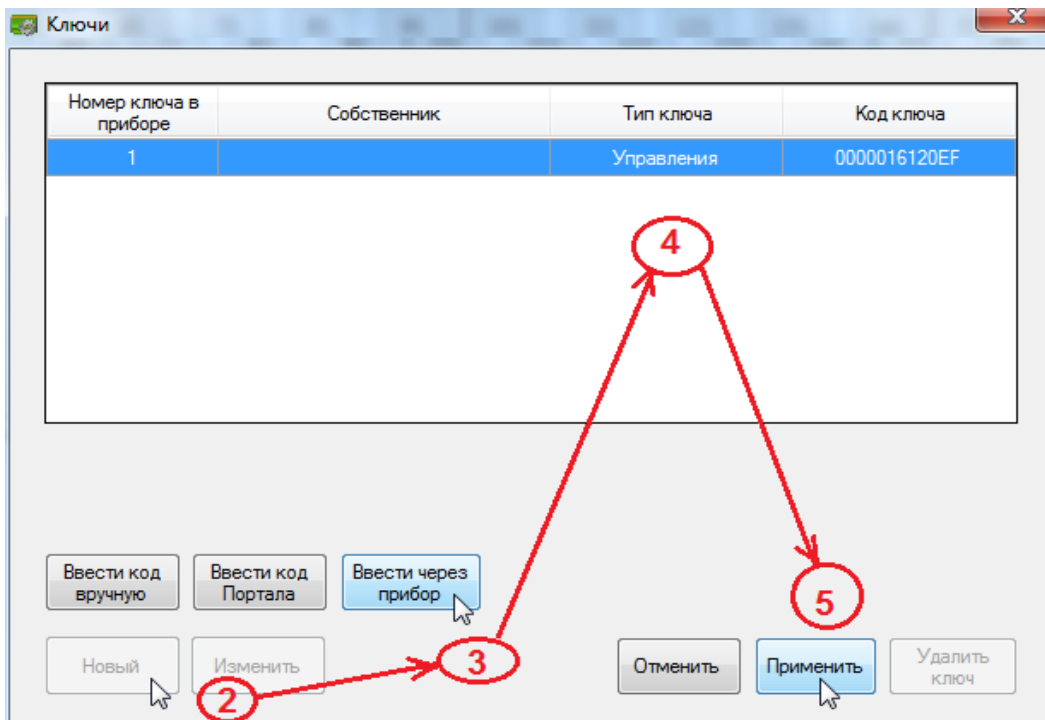 Ключи
x
Номер ключа в
приборе
Собственник
Тип ключа
Код ключа
1
Управления
0000016120EF
4
Ввести код
вручную
Ввести код
Портала
Ввести через
прибор
5
Новый
Изменить
2
3
Отменить
Применить
Удалить
ключ